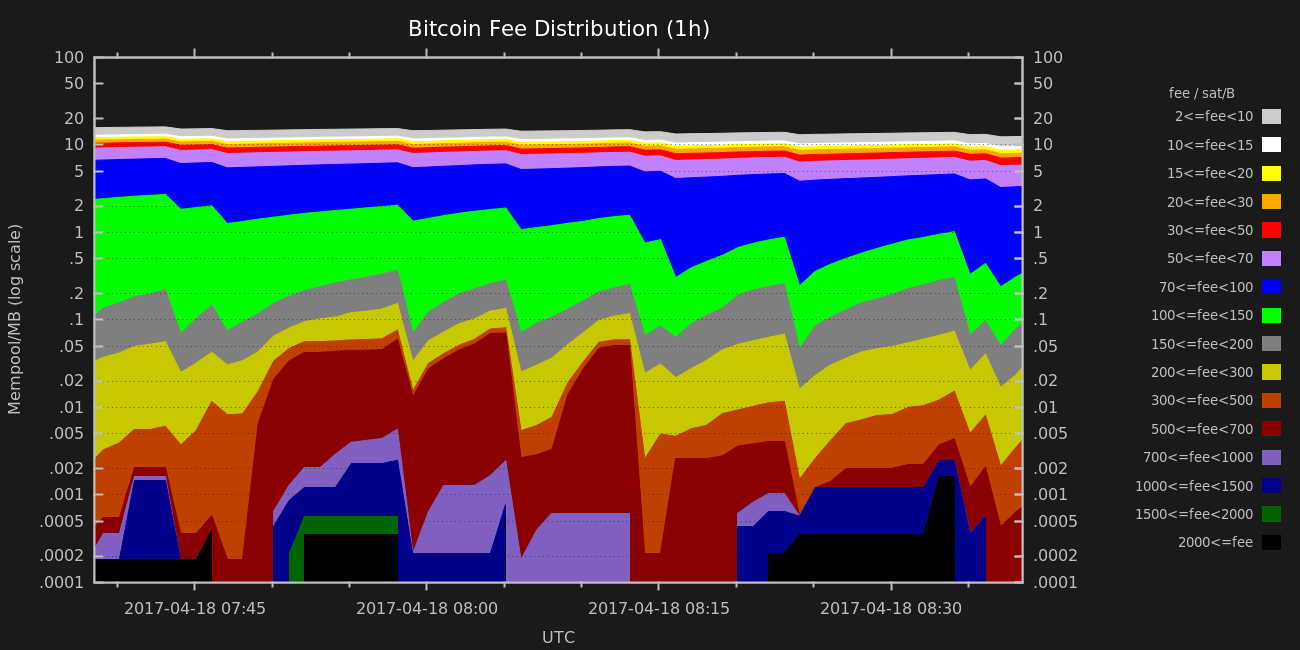 Bitcoin Fee Distribution (1h)
Mempool/MB (log scale)
100
50
20
10
5
2
1
.5
.2
.1
.05
.02
.01
.005
.002
.001
.0005
.0002
.0001
100
50
20
10
5
2
1
.5
.2
.1
.05
.02
.01
.005
.002
.001
.0005
.0002
.0001
2017-04-18 07:45
2017-04-18 08:00
2017-04-18 08:15
2017-04-18 08:30
UTC
fee / sat/B
2<=fee<10
10<=fee<15
15<=fee<20
20<=fee<30
30<=fee<50
50<=fee<70
70<=fee<100
100<=fee<150
150<=fee<200
200<=fee<300
300<=fee<500
500<=fee<700
700<=fee<1000
1000<=fee<1500
1500<=fee<2000
2000<=fee